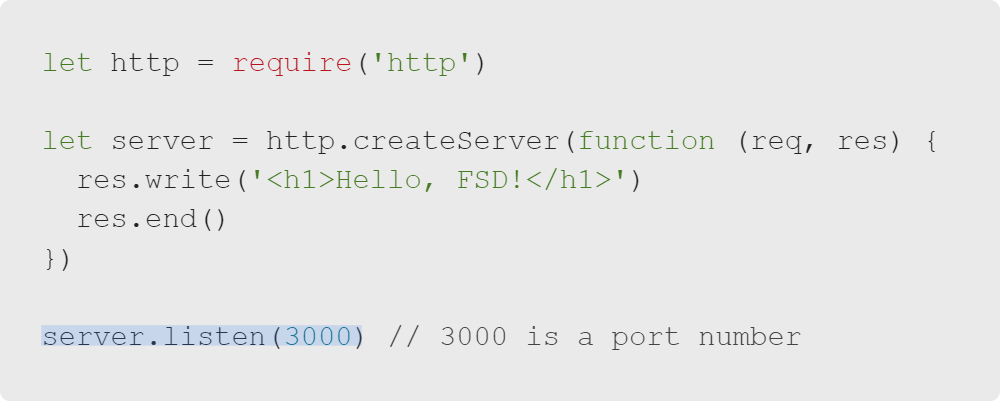 let http = require('http')
let server = http.createServer(function (req, res) {
  res.write('<h1>Hello, FSD!</h1>')
  res.end()
})
server.listen(3000) // 3000 is a port number